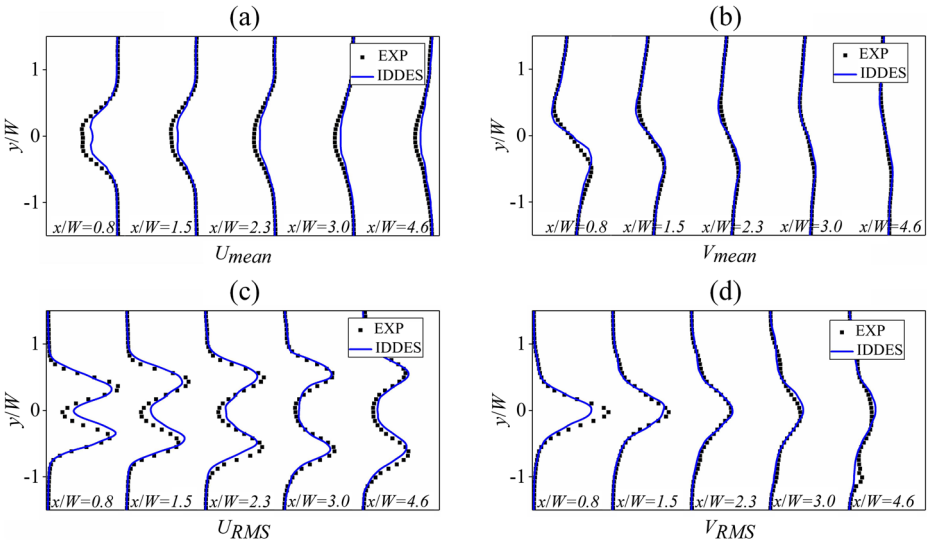 (a)
(b)
EXP
IDDES
EXP
IDDES
1
0
-1
y/W
1
0
-1
y/W
x/W=0.8 x/W=1.5 x/W=2.3 x/W=3.0 x/W=4.6
x/W=0.8 x/W=1.5 x/W=2.3 x/W=3.0 x/W=4.6
Umean
Vmean
(c)
(d)
EXP
IDDES
EXP
IDDES
1
0
-1
y/W
1
0
-1
y/W
x/W=0.8 x/W=1.5 x/W=2.3 x/W=3.0 x/W=4.6
x/W=0.8 x/W=1.5 x/W=2.3 x/W=3.0 x/W=4.6
URMS
VRMS